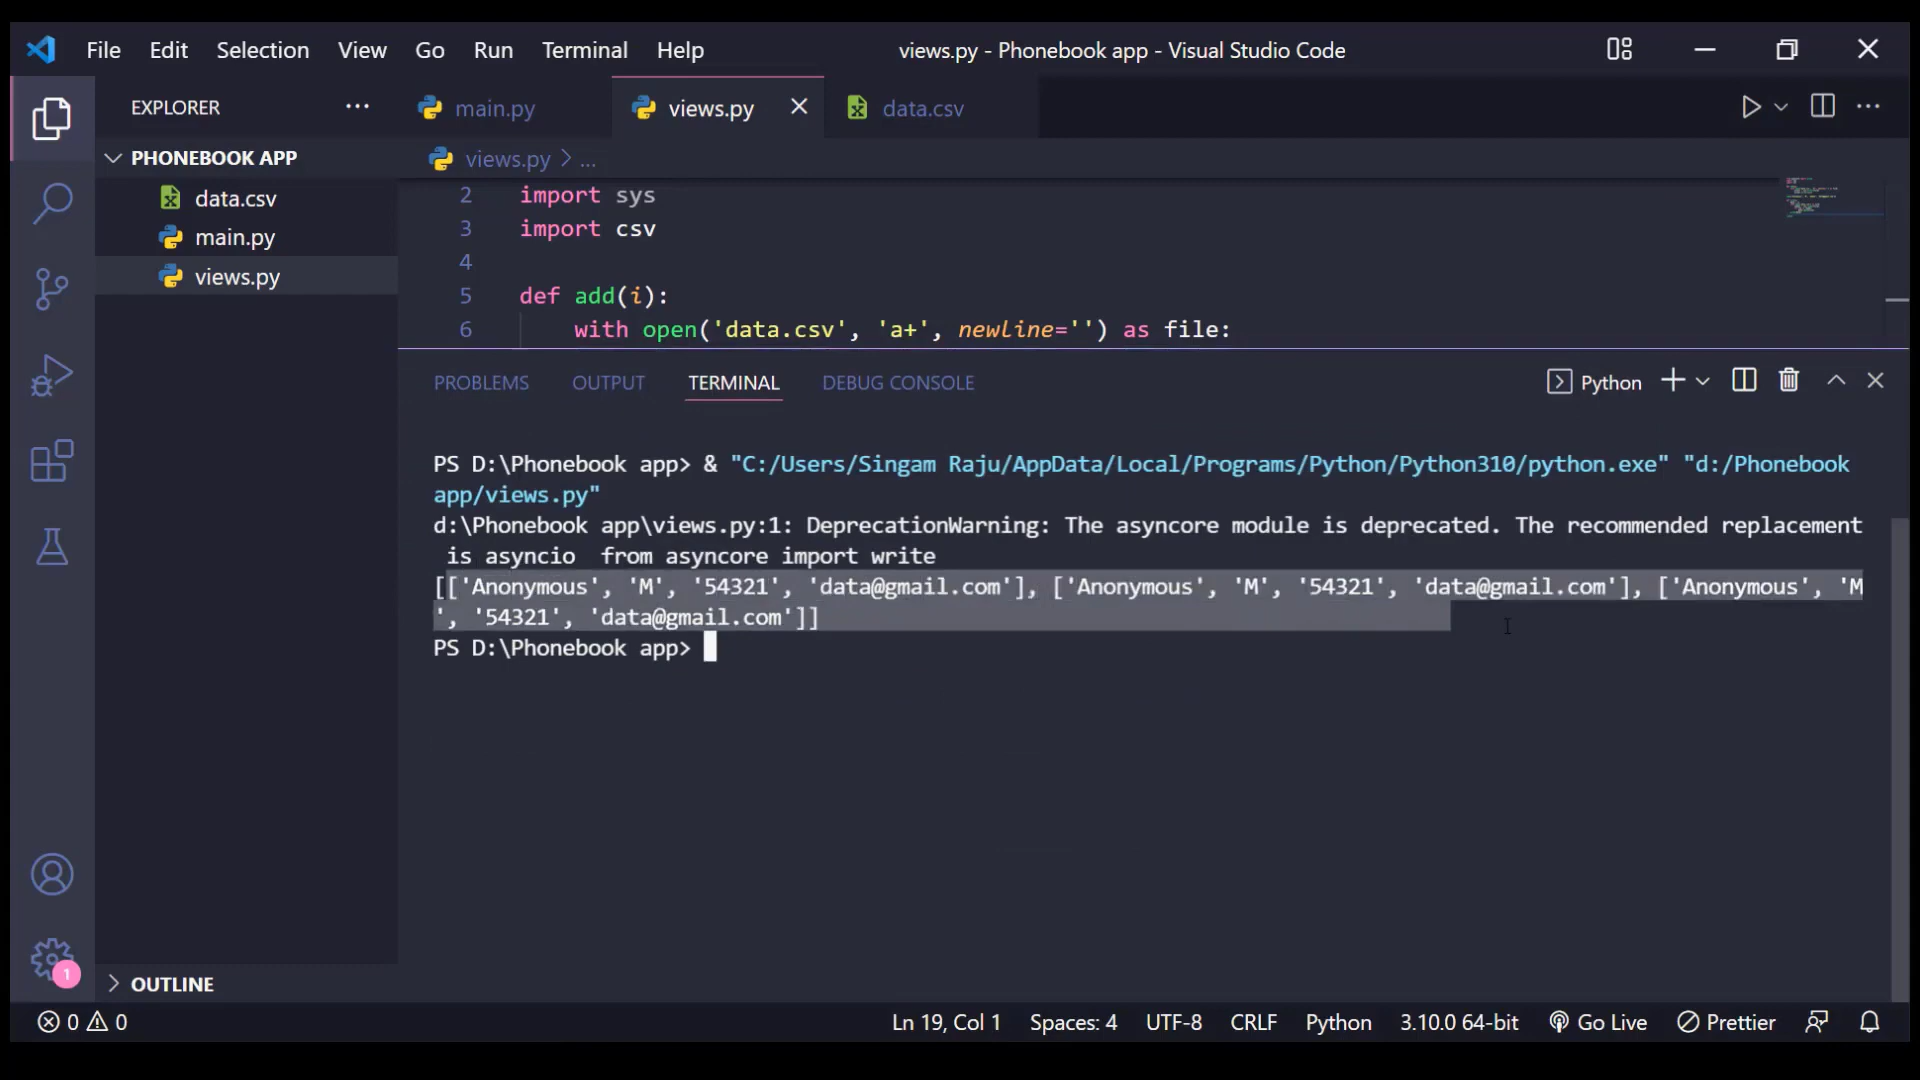 File Edit Selection View Go Run Terminal Help
views.py - Phonebook app - Visual Studio Code
EXPLORER ...
main.py
views.py
data.csv
PHONEBOOK APP
data.csv
main.py
views.py
views.py > ...
2 import sys
3 import csv
4
5 def add(i):
6 with open('data.csv', 'a+', newline='') as file:
PROBLEMS OUTPUT TERMINAL DEBUG CONSOLE
Python
PS D:\Phonebook app> & "C:/Users/Singam Raju/AppData/Local/Programs/Python/Python310/python.exe" "d:/Phonebook
app/views.py"
d:\Phonebook app\views.py:1: DeprecationWarning: The asyncore module is deprecated. The recommended replacement
is asyncio  from asyncore import write
[['Anonymous', 'M', '54321', 'data@gmail.com'], ['Anonymous', 'M', '54321', 'data@gmail.com'], ['Anonymous', 'M
', '54321', 'data@gmail.com']]
PS D:\Phonebook app>
1
OUTLINE
0 0
Ln 19, Col 1 Spaces: 4 UTF-8 CRLF Python 3.10.0 64-bit Go Live Prettier